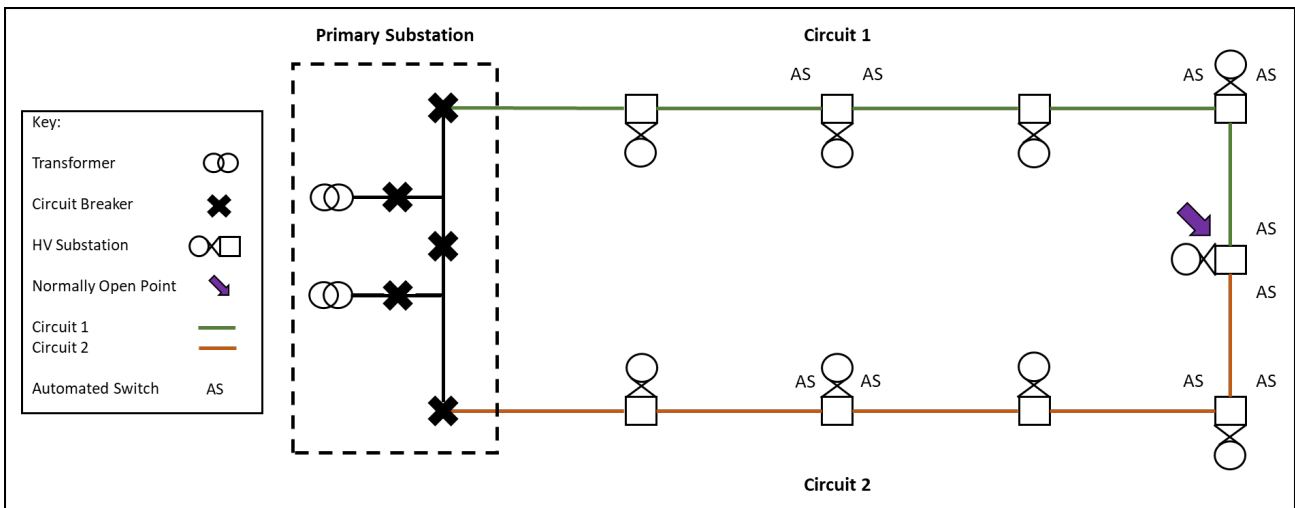 Primary Substation
Circuit 1
AS AS
AS AS
Key:
Transformer
Circuit Breaker
HV Substation
Normally Open Point
Circuit 1
Circuit 2
Automated Switch AS
AS
AS
AS AS
AS AS
Circuit 2